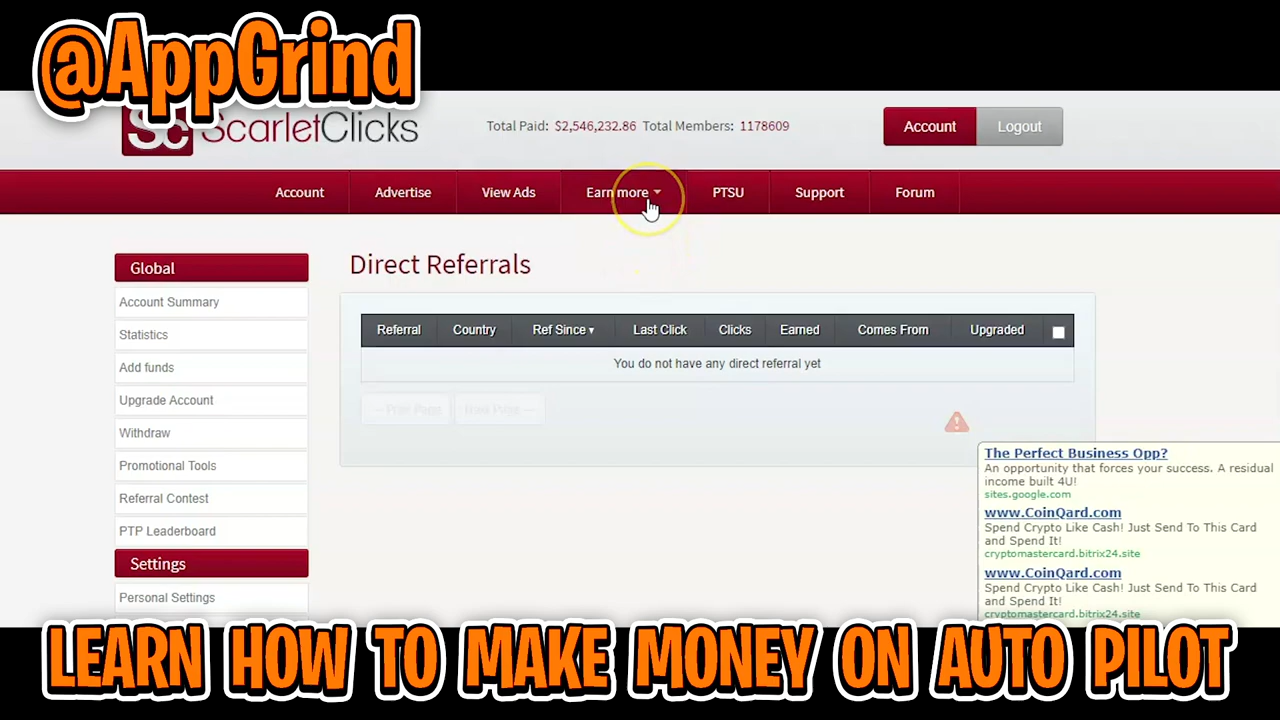 @AppGrind
Sc ScarletClicks
Total Paid: $2,546,232.86 Total Members: 1178609
Account Logout
Account Advertise View Ads Earn more PTSU Support Forum
Global
Account Summary
Statistics
Add funds
Upgrade Account
Withdraw
Promotional Tools
Referral Contest
PTP Leaderboard
Settings
Personal Settings
Direct Referrals
Referral Country Ref Since ▾ Last Click Clicks Earned Comes From Upgraded
You do not have any direct referral yet
← Prev Page Next Page →
The Perfect Business Opp?
An opportunity that forces your success. A residual
income built 4U!
sites.google.com
www.CoinQard.com
Spend Crypto Like Cash! Just Send To This Card
and Spend It!
cryptomastercard.bitrix24.site
www.CoinQard.com
Spend Crypto Like Cash! Just Send To This Card
and Spend It!
cryptomastercard.bitrix24.site
LEARN HOW TO MAKE MONEY ON AUTO PILOT